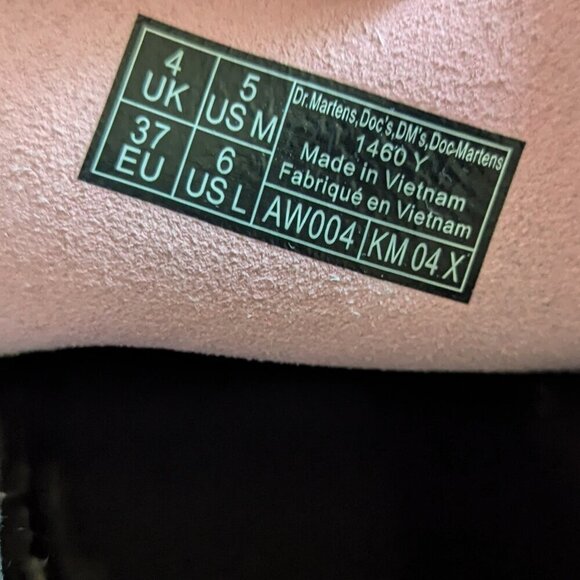 4
UK
5
US M
37
EU
6
US L
Dr.Martens,Doc's,DM's,Doc-Martens
1460 Y
Made in Vietnam
Fabriqué en Vietnam
AW004
KM 04 X